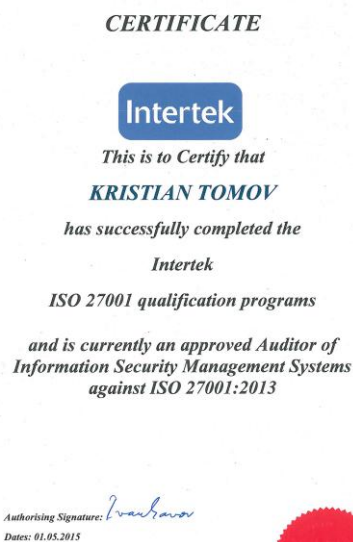 CERTIFICATE
Intertek
This is to Certify that
KRISTIAN TOMOV
has successfully completed the
Intertek
ISO 27001 qualification programs
and is currently an approved Auditor of
Information Security Management Systems
against ISO 27001:2013
Authorising Signature:
Dates: 01.05.2015